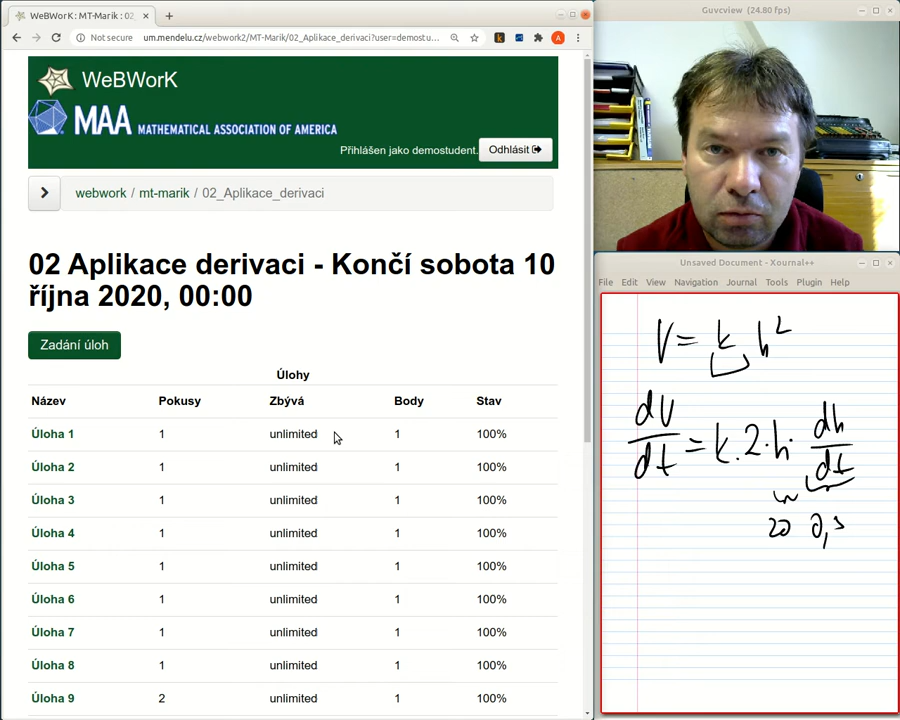 WeBWorK: MT-Marik: 02_
Guvcview (24.80 fps)
Not secure um.mendelu.cz/webwork2/MT-Marik/02_Aplikace_derivaci?user=demostu...
A
WeBWorK
MAA MATHEMATICAL ASSOCIATION OF AMERICA
Přihlášen jako demostudent. Odhlásit
webwork / mt-marik / 02_Aplikace_derivaci
02 Aplikace derivaci - Končí sobota 10
října 2020, 00:00
Zadání úloh
Úlohy
Název Pokusy Zbývá Body Stav
Úloha 1 1 unlimited 1 100%
Úloha 2 1 unlimited 1 100%
Úloha 3 1 unlimited 1 100%
Úloha 4 1 unlimited 1 100%
Úloha 5 1 unlimited 1 100%
Úloha 6 1 unlimited 1 100%
Úloha 7 1 unlimited 1 100%
Úloha 8 1 unlimited 1 100%
Úloha 9 2 unlimited 1 100%
Unsaved Document - Xournal++
File Edit View Navigation Journal Tools Plugin Help
V = k h²
dV/dt = k.2.h. dh/dt
20 0,3